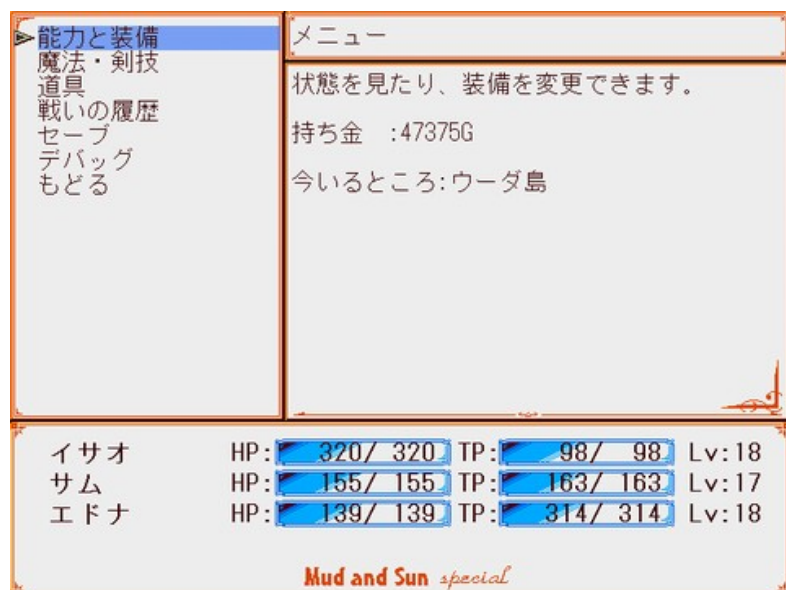 能力と装備
魔法・剣技
道具
戦いの履歴
セーブ
デバッグ
もどる
メニュー
状態を見たり、装備を変更できます。
持ち金 :47375G
今いるところ:ウーダ島
イサオ HP: 320/ 320 TP: 98/ 98 Lv:18
サム HP: 155/ 155 TP: 163/ 163 Lv:17
エドナ HP: 139/ 139 TP: 314/ 314 Lv:18
Mud and Sun special